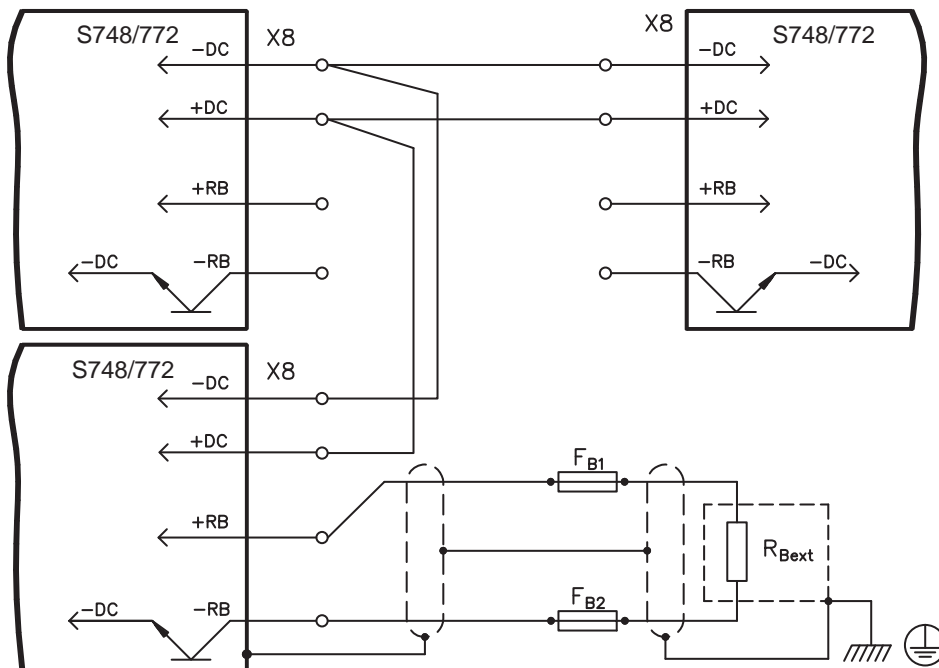 S748/772
X8
-DC
+DC
+RB
-DC
-RB
X8
S748/772
-DC
+DC
+RB
-RB
-DC
S748/772
X8
-DC
+DC
+RB
-DC
-RB
FB1
FB2
RBext